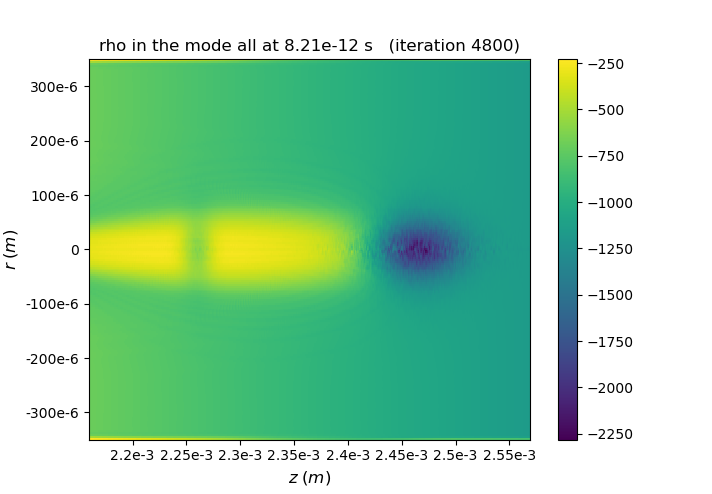 rho in the mode all at 8.21e-12 s   (iteration 4800)
300e-6
200e-6
100e-6
0
-100e-6
-200e-6
-300e-6
r (m)
2.2e-3 2.25e-3 2.3e-3 2.35e-3 2.4e-3 2.45e-3 2.5e-3 2.55e-3
z (m)
−250
−500
−750
−1000
−1250
−1500
−1750
−2000
−2250